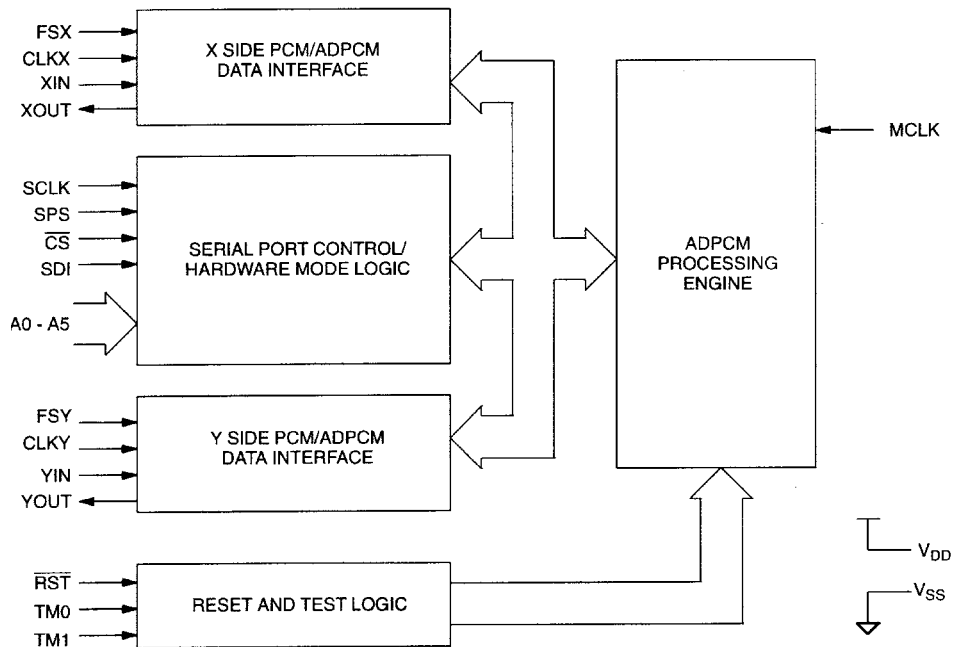 FSX
CLKX
XIN
XOUT
X SIDE PCM/ADPCM
DATA INTERFACE
SCLK
SPS
C̅S̅
SDI
A0 - A5
SERIAL PORT CONTROL/
HARDWARE MODE LOGIC
FSY
CLKY
YIN
YOUT
Y SIDE PCM/ADPCM
DATA INTERFACE
R̅S̅T̅
TM0
TM1
RESET AND TEST LOGIC
ADPCM
PROCESSING
ENGINE
MCLK
VDD
VSS